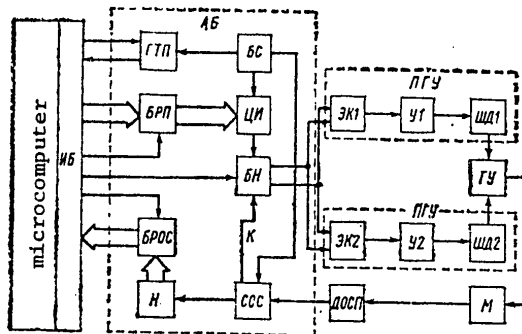 АБ
microcomputer
ИБ
ГТП
БС
ПГУ
БРП
ЦИ
ЭК1
У1
ШД1
БН
ГУ
ПГУ
БРОС
К
ЭК2
У2
ШД2
Н
ССС
ДОСП
М